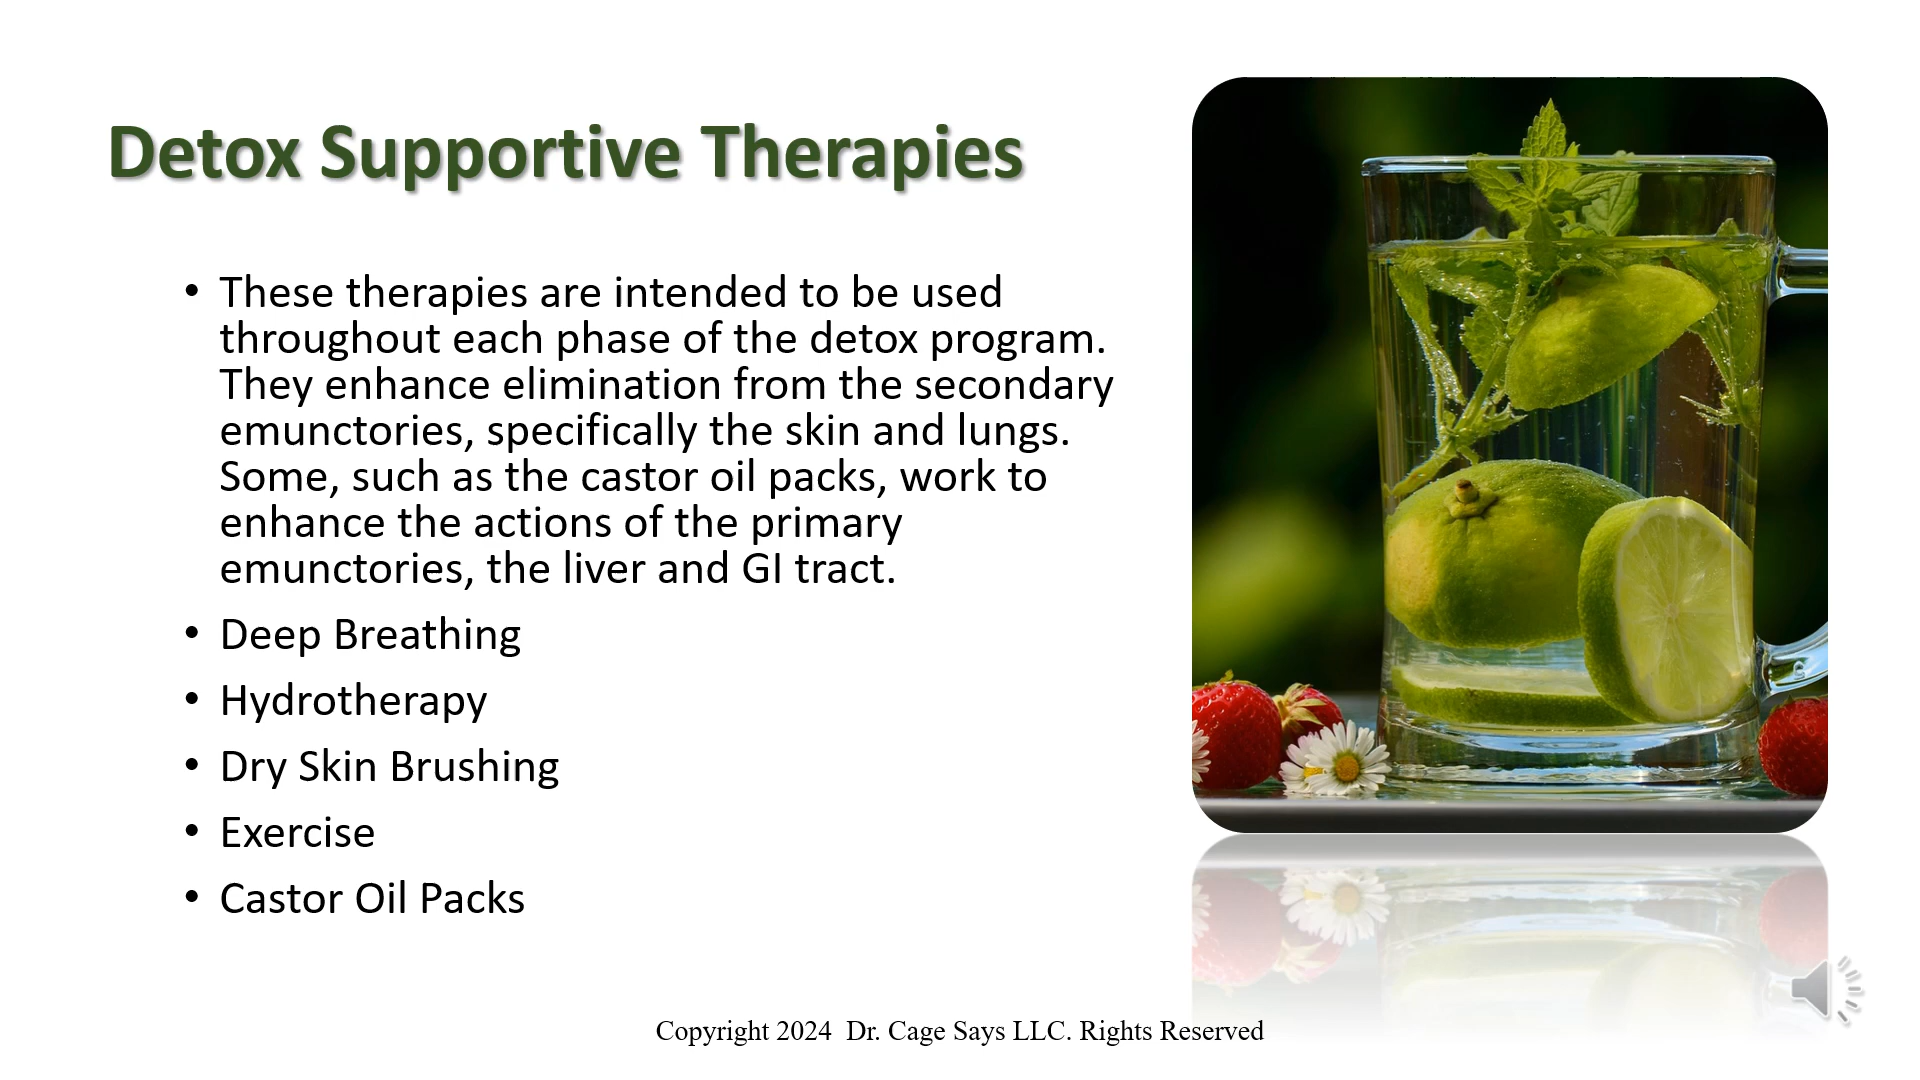 Detox Supportive Therapies
• These therapies are intended to be used
throughout each phase of the detox program.
They enhance elimination from the secondary
emunctories, specifically the skin and lungs.
Some, such as the castor oil packs, work to
enhance the actions of the primary
emunctories, the liver and GI tract.
• Deep Breathing
• Hydrotherapy
• Dry Skin Brushing
• Exercise
• Castor Oil Packs
Copyright 2024  Dr. Cage Says LLC. Rights Reserved